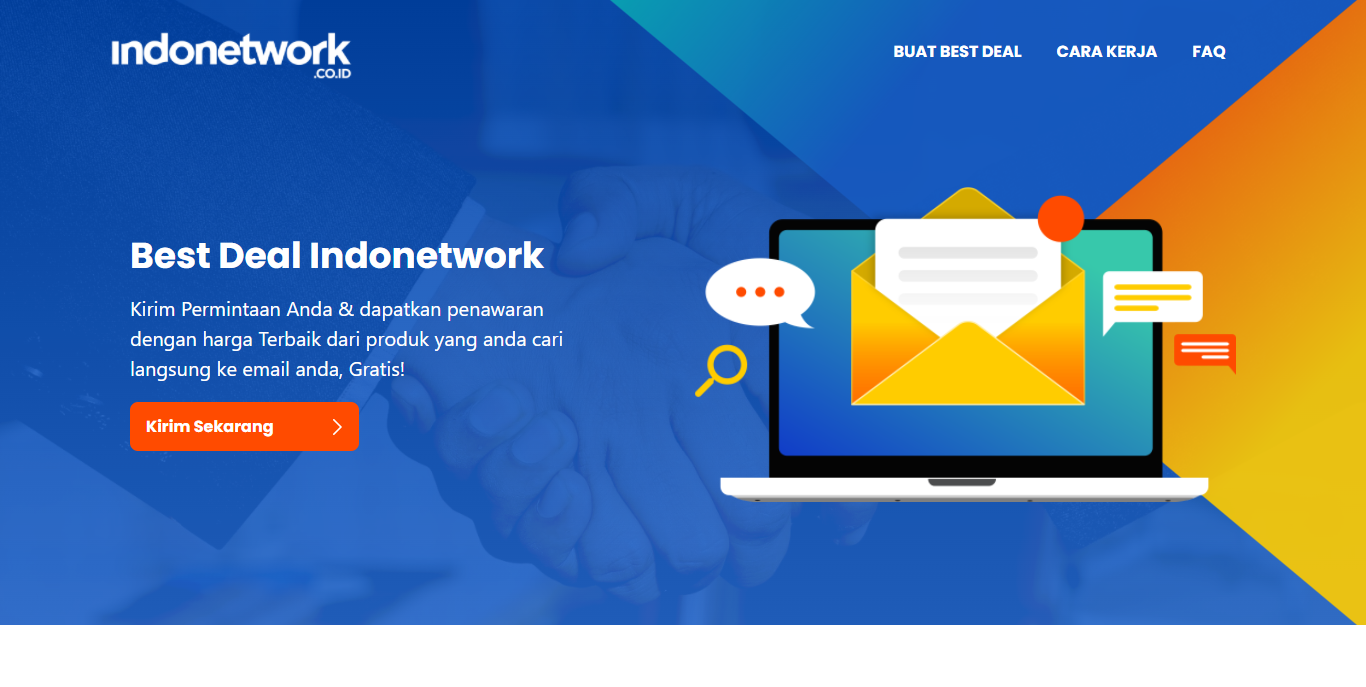 Indonetwork
.CO.ID
BUAT BEST DEAL
CARA KERJA
FAQ
Best Deal Indonetwork
Kirim Permintaan Anda & dapatkan penawaran
dengan harga Terbaik dari produk yang anda cari
langsung ke email anda, Gratis!
Kirim Sekarang